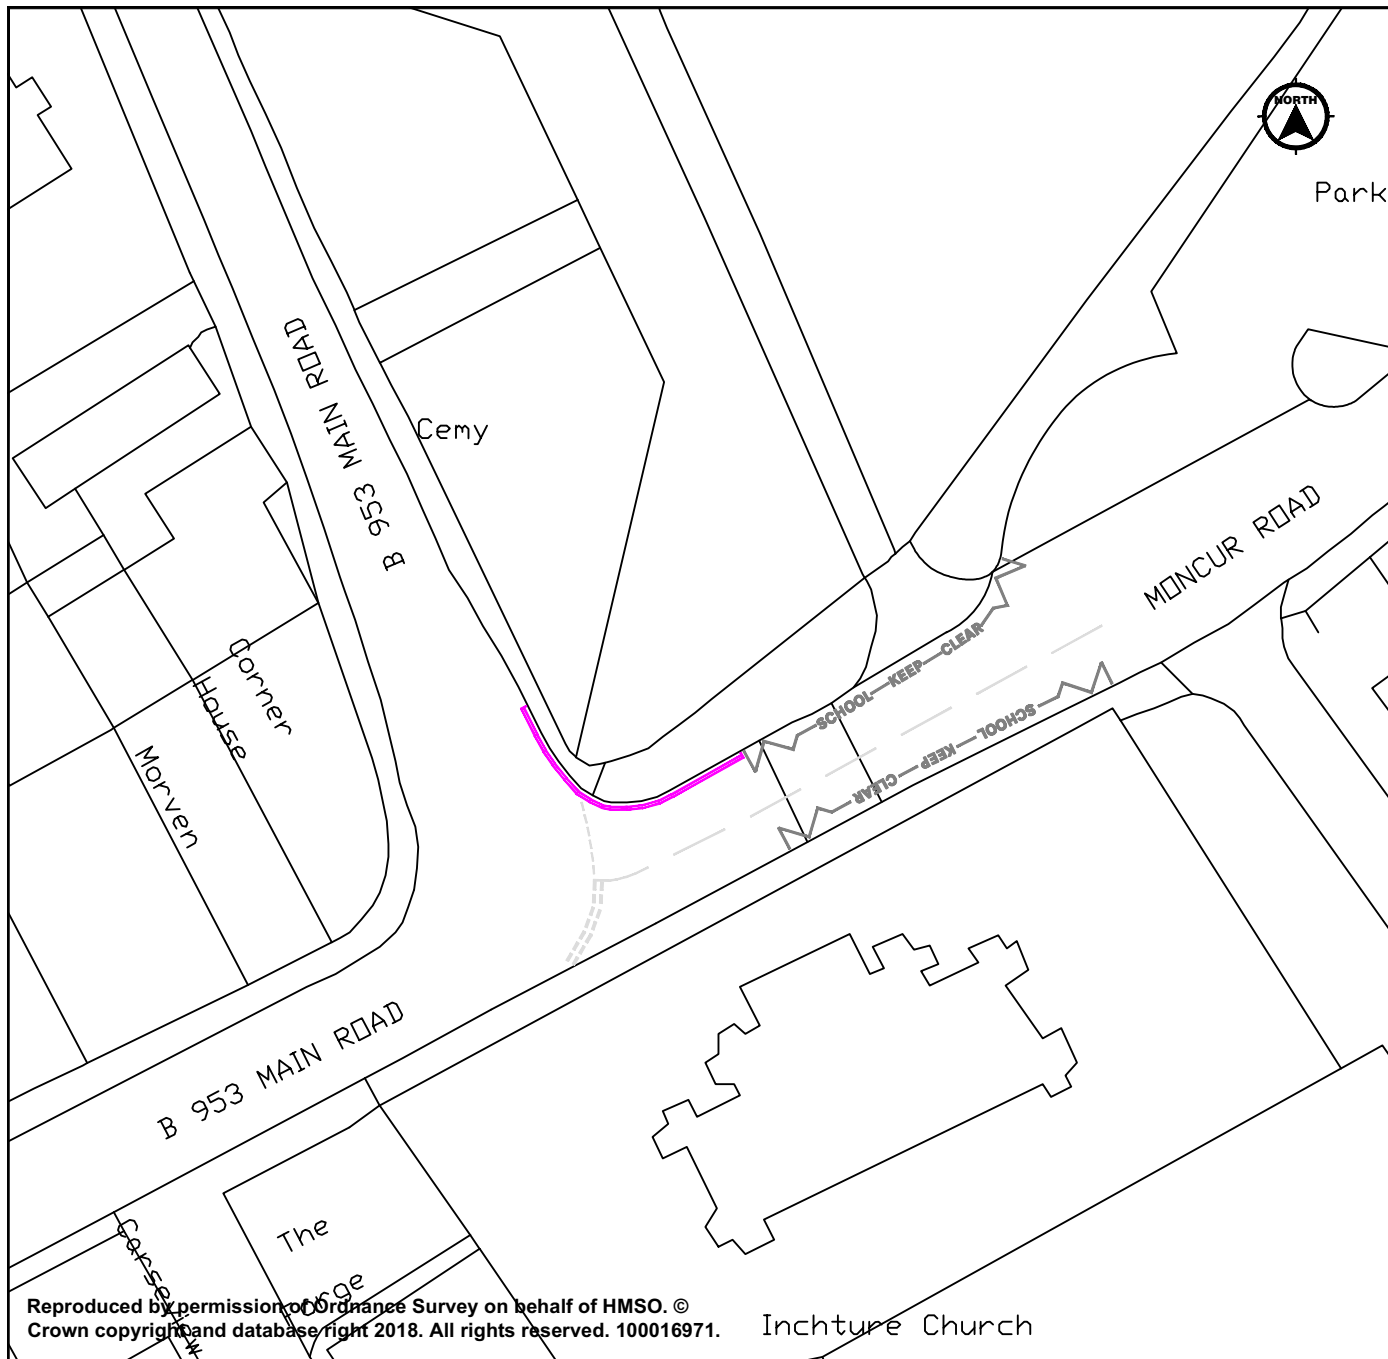 NORTH
Park
B 953 MAIN ROAD
Cemy
MONCUR ROAD
SCHOOL KEEP CLEAR
SCHOOL KEEP CLEAR
Corner
House
Morven
B 953 MAIN ROAD
The
Forge
Carseview
Reproduced by permission of Ordnance Survey on behalf of HMSO. ©
Crown copyright and database right 2018. All rights reserved. 100016971.
Inchture Church